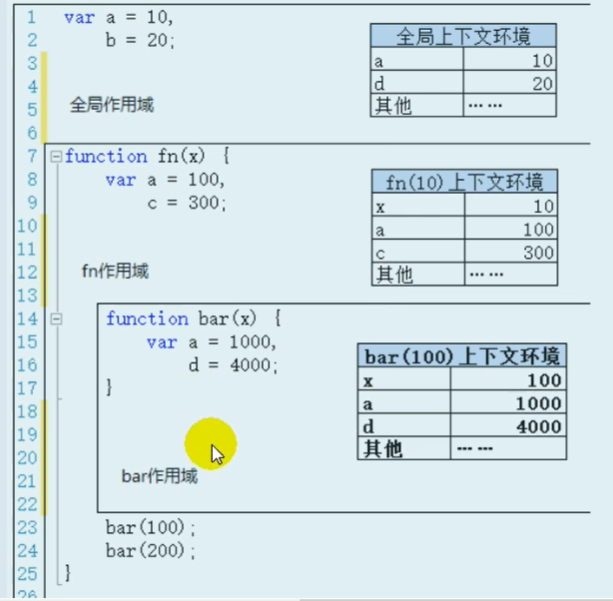 1 var a = 10,
2 b = 20;
全局上下文环境
a 10
d 20
其他 ……
3
4
5 全局作用域
6
7 function fn(x) {
8 var a = 100,
9 c = 300;
fn(10)上下文环境
x 10
a 100
c 300
其他 ……
10
11
12 fn作用域
13
14 function bar(x) {
15 var a = 1000,
16 d = 4000;
17 }
bar(100)上下文环境
x 100
a 1000
d 4000
其他 ……
18
19
20
21 bar作用域
22
23 bar(100);
24 bar(200);
25 }
26